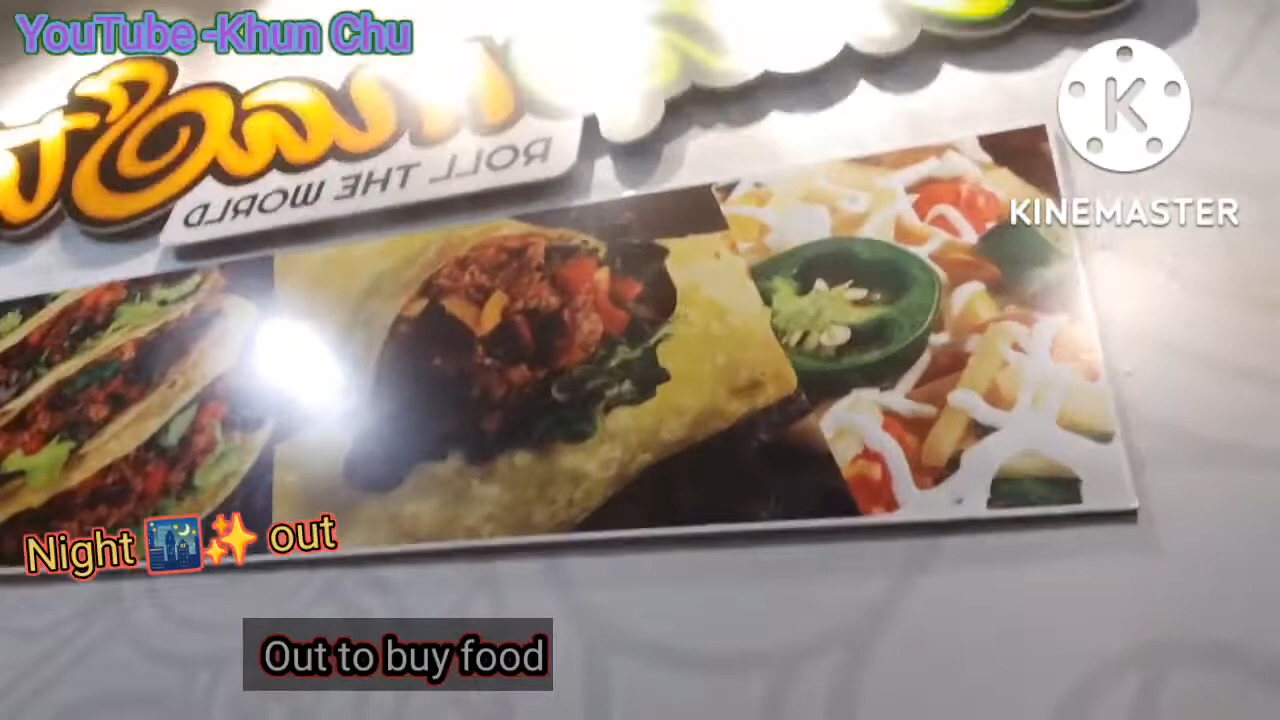 YouTube-Khun Chu
ROLL THE WORLD
K
KINEMASTER
Night 🌃✨ out
Out to buy food